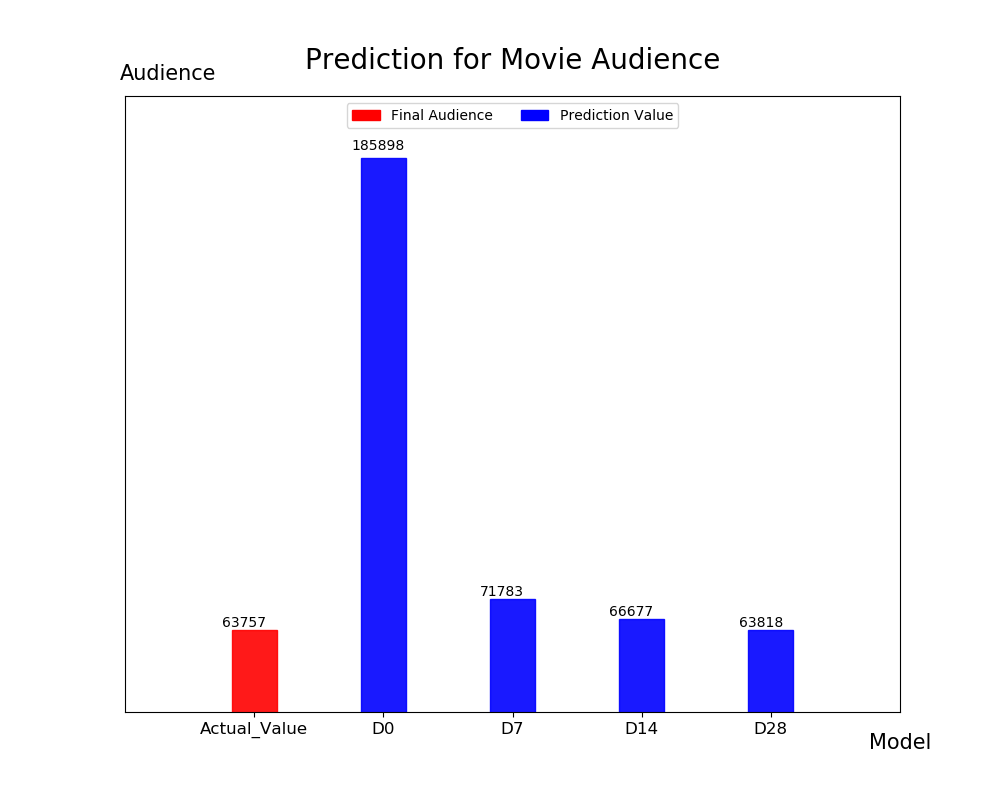 Prediction for Movie Audience
Audience
Final Audience Prediction Value
185898
71783
66677
63757
63818
Actual_Value D0 D7 D14 D28
Model